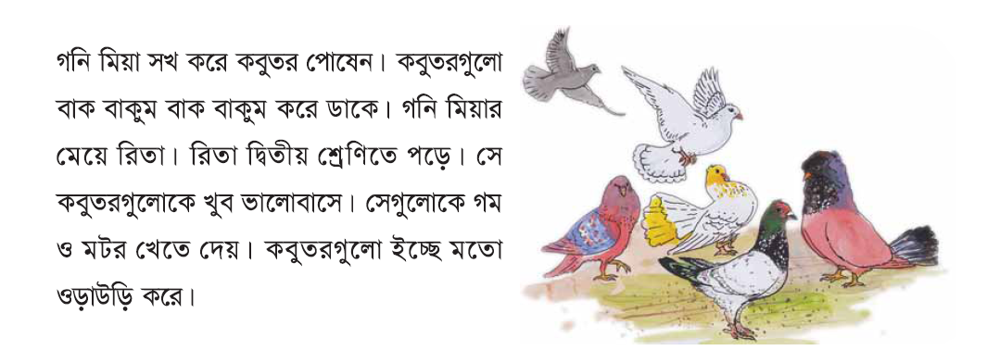 গনি মিয়া সখ করে কবুতর পোষেন। কবুতরগুলো
বাক বাকুম বাক বাকুম করে ডাকে। গনি মিয়ার
মেয়ে রিতা। রিতা দ্বিতীয় শ্রেণিতে পড়ে। সে
কবুতরগুলোকে খুব ভালোবাসে। সেগুলোকে গম
ও মটর খেতে দেয়। কবুতরগুলো ইচ্ছে মতো
ওড়াউড়ি করে।